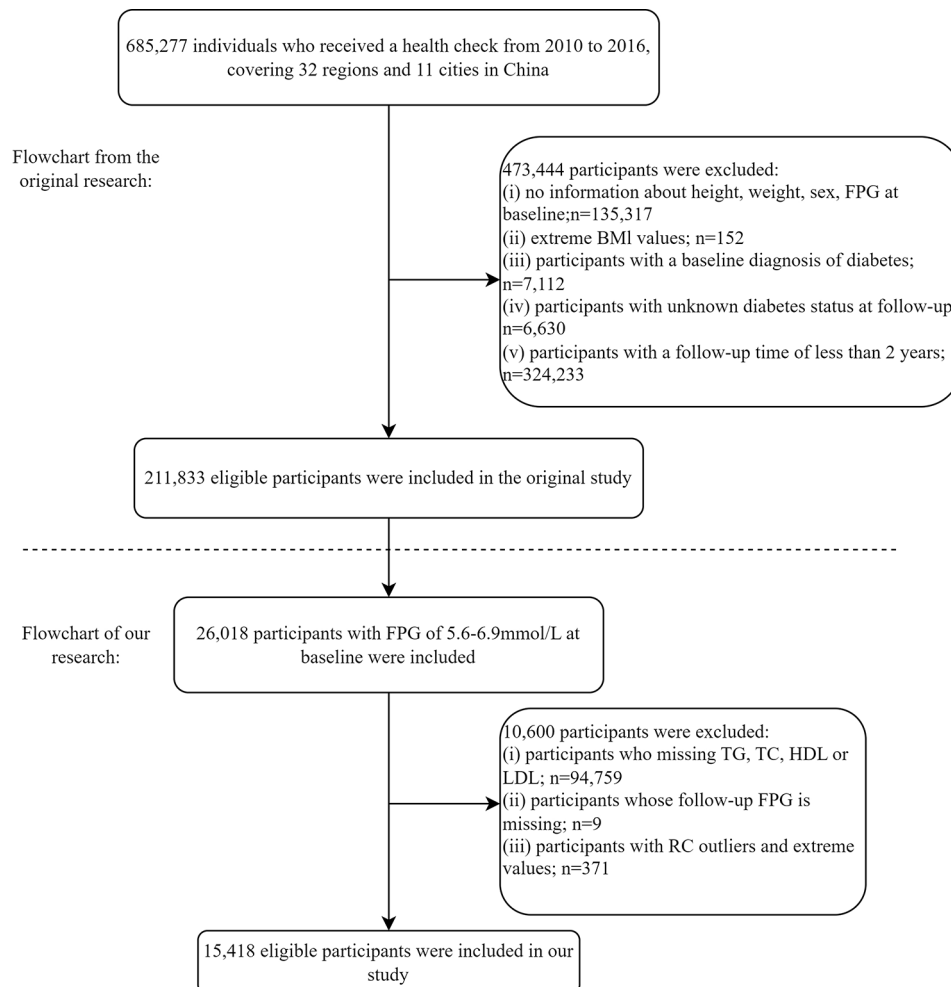 685,277 individuals who received a health check from 2010 to 2016,
covering 32 regions and 11 cities in China
Flowchart from the
original research:
473,444 participants were excluded:
(i) no information about height, weight, sex, FPG at
baseline;n=135,317
(ii) extreme BMl values; n=152
(iii) participants with a baseline diagnosis of diabetes;
n=7,112
(iv) participants with unknown diabetes status at follow-up
n=6,630
(v) participants with a follow-up time of less than 2 years;
n=324,233
211,833 eligible participants were included in the original study
Flowchart of our
research:
26,018 participants with FPG of 5.6-6.9mmol/L at
baseline were included
10,600 participants were excluded:
(i) participants who missing TG, TC, HDL or
LDL; n=94,759
(ii) participants whose follow-up FPG is
missing; n=9
(iii) participants with RC outliers and extreme
values; n=371
15,418 eligible participants were included in our
study